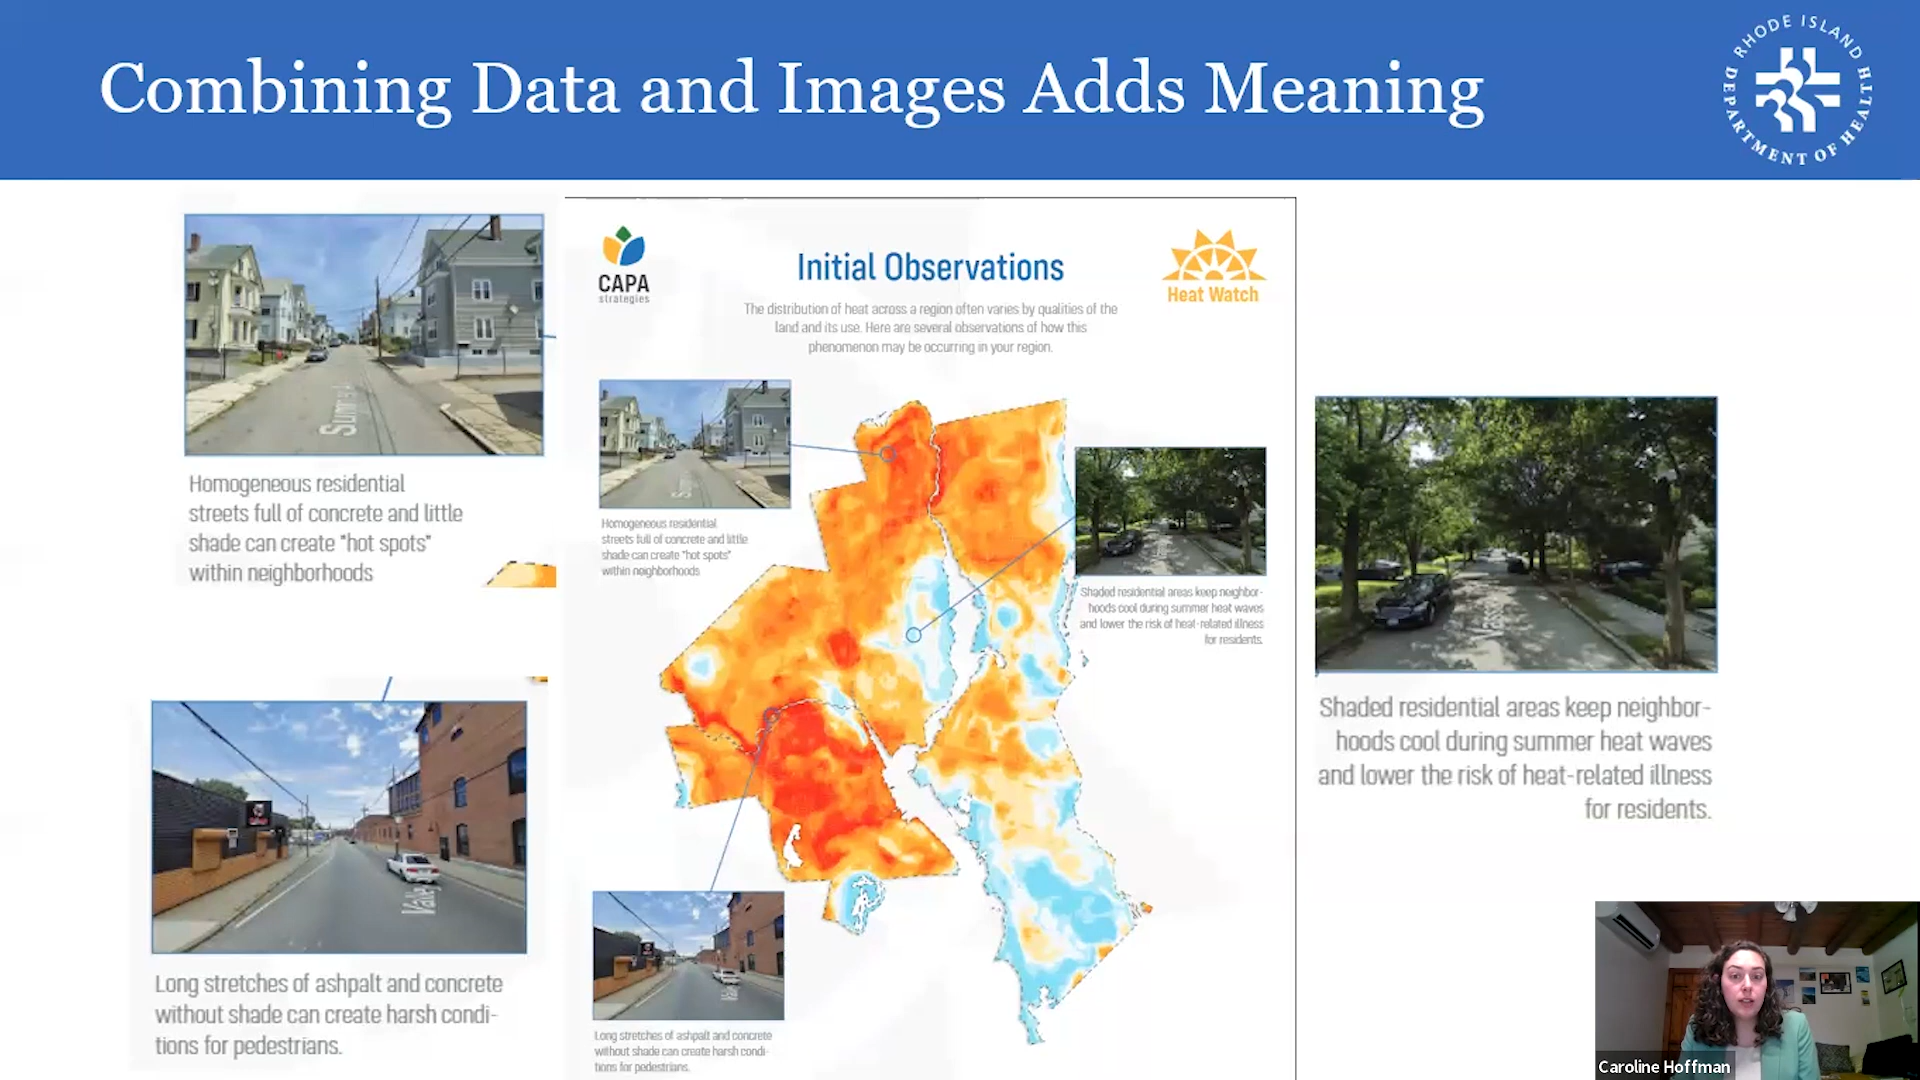 Combining Data and Images Adds Meaning
RHODE ISLAND
DEPARTMENT OF HEALTH
Homogeneous residential
streets full of concrete and little
shade can create "hot spots"
within neighborhoods
Long stretches of ashpalt and concrete
without shade can create harsh condi-
tions for pedestrians.
CAPA
strategies
Initial Observations
Heat Watch
The distribution of heat across a region often varies by qualities of the
land and its use. Here are several observations of how this
phenomenon may be occurring in your region.
Homogeneous residential
streets full of concrete and little
shade can create "hot spots"
within neighborhoods
Shaded residential areas keep neighbor-
hoods cool during summer heat waves
and lower the risk of heat-related illness
for residents.
Long stretches of ashpalt and concrete
without shade can create harsh condi-
tions for pedestrians.
Shaded residential areas keep neighbor-
hoods cool during summer heat waves
and lower the risk of heat-related illness
for residents.
Caroline Hoffman